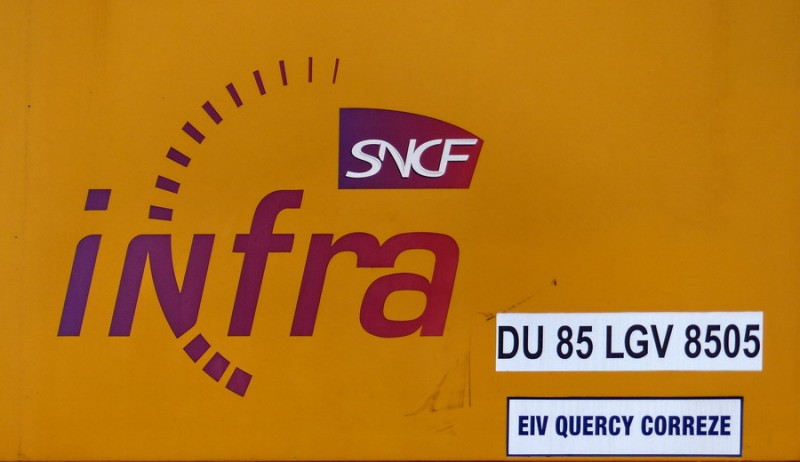 SNCF
infra
DU 85 LGV 8505
EIV QUERCY CORREZE